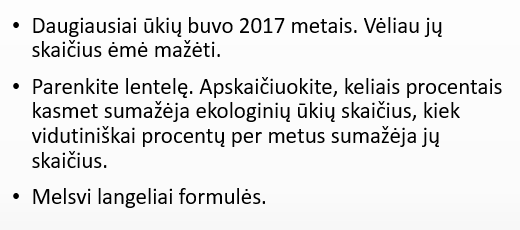 • Daugiausiai ūkių buvo 2017 metais. Vėliau jų
skaičius ėmė mažėti.
• Parenkite lentelę. Apskaičiuokite, keliais procentais
kasmet sumažėja ekologinių ūkių skaičius, kiek
vidutiniškai procentų per metus sumažėja jų
skaičius.
• Melsvi langeliai formulės.